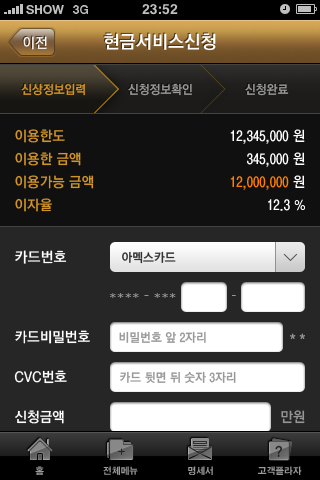 SHOW 3G 23:52
이전 현금서비스신청
신상정보입력 신청정보확인 신청완료
이용한도 12,345,000 원
이용한 금액 345,000 원
이용가능 금액 12,000,000 원
이자율 12.3 %
카드번호 아멕스카드
**** - *** -
카드비밀번호 비밀번호 앞 2자리 **
CVC번호 카드 뒷면 뒤 숫자 3자리
신청금액 만원
홈 전체메뉴 명세서 고객플라자